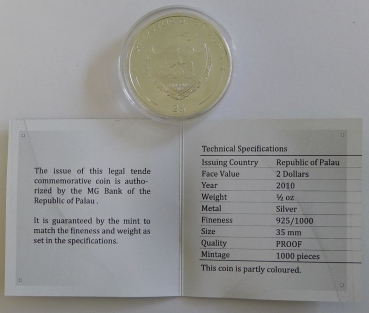 2$
The issue of this legal tende
commemorative coin is autho-
rized by the MG Bank of the
Republic of Palau .
It is guaranteed by the mint to
match the fineness and weight as
set in the specifications.
Technical Specifications
Issuing Country Republic of Palau
Face Value 2 Dollars
Year 2010
Weight ½ oz
Metal Silver
Fineness 925/1000
Size 35 mm
Quality PROOF
Mintage 1000 pieces
This coin is partly coloured.